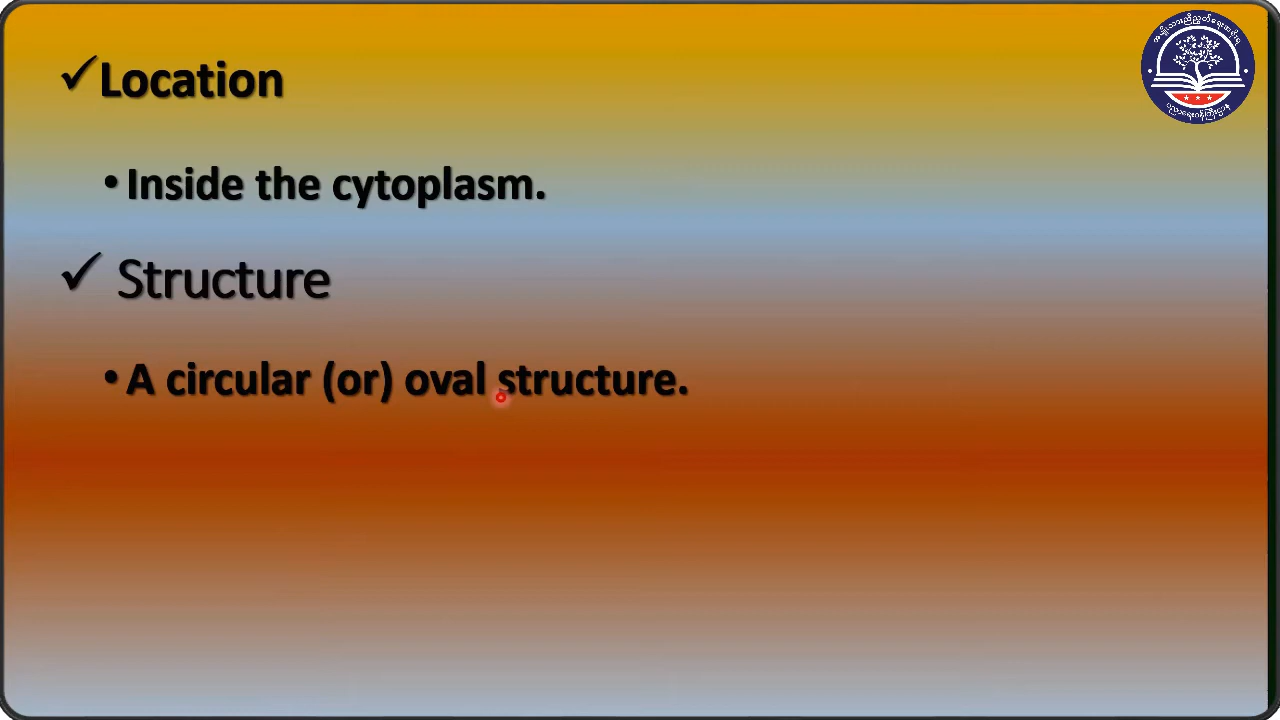 ✓Location
• Inside the cytoplasm.
✓ Structure
• A circular (or) oval structure.